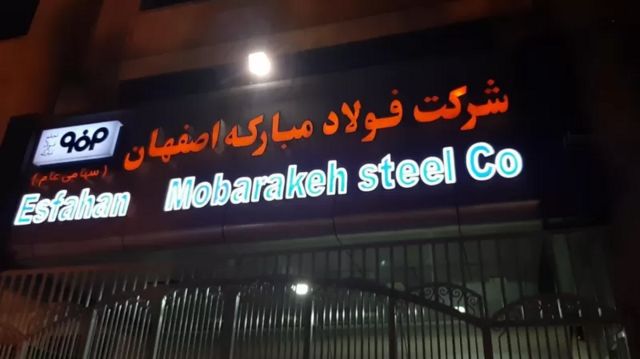 شرکت فولاد مبارکه اصفهان
(سهامی عام)
Esfahan Mobarakeh steel Co